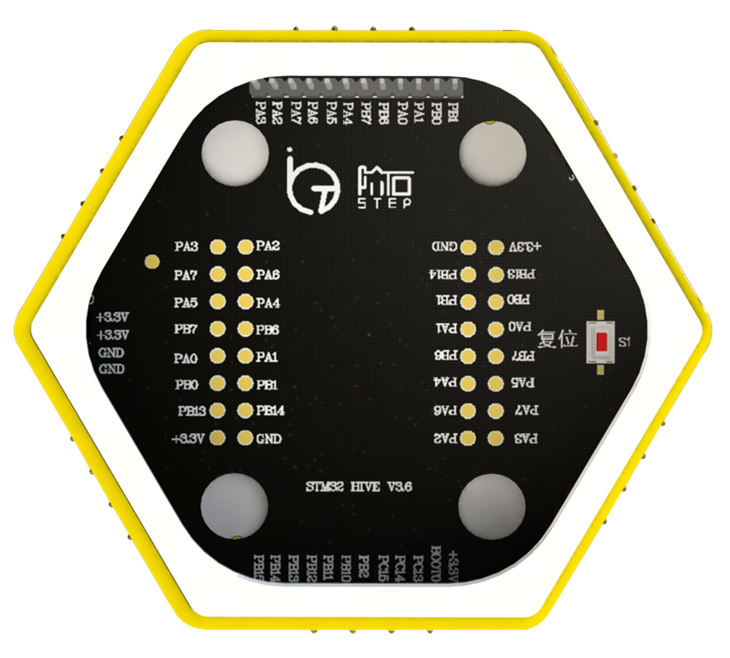 PA3 PA2 PA7 PA6 PA5 PA4 PB7 PB6 PA0 PA1 PB0 PB1
STEP
PA3 PA2
PA7 PA6
PA5 PA4
PB7 PB6
PA0 PA1
PB0 PB1
PB13 PB14
+3.3V GND
+3.3V
+3.3V
GND
GND
GND +3.3V
PB14 PB13
PB1 PB0
PA1 PA0
PB6 PB7
PA4 PA5
PA6 PA7
PA2 PA3
复位
S1
STM32 HIVE V3.6
PB15 PB14 PB13 PB12 PB11 PB10 PB2 PC15 PC14 PC13 BOOT0 +3.3V